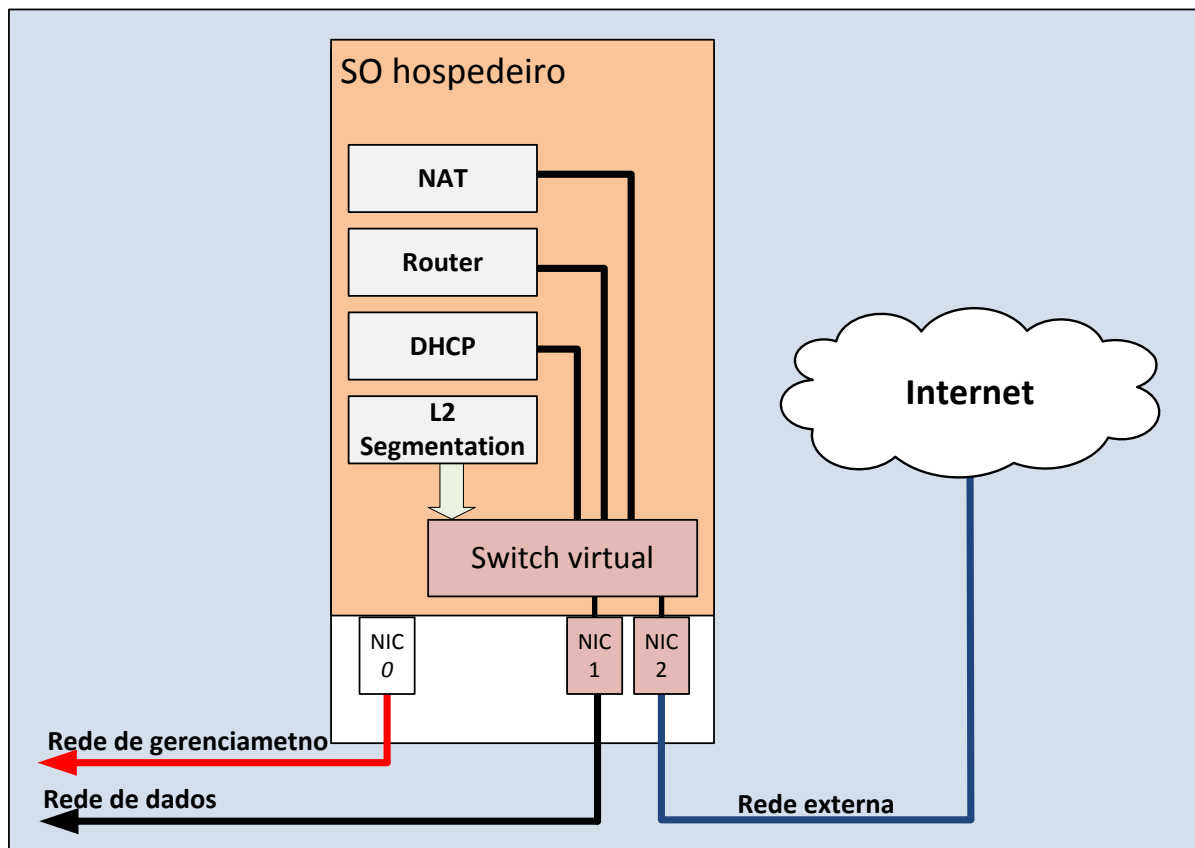 SO hospedeiro
NAT
Router
DHCP
L2
Segmentation
Switch virtual
NIC
0
NIC
1
NIC
2
Internet
Rede de gerenciametno
Rede de dados
Rede externa